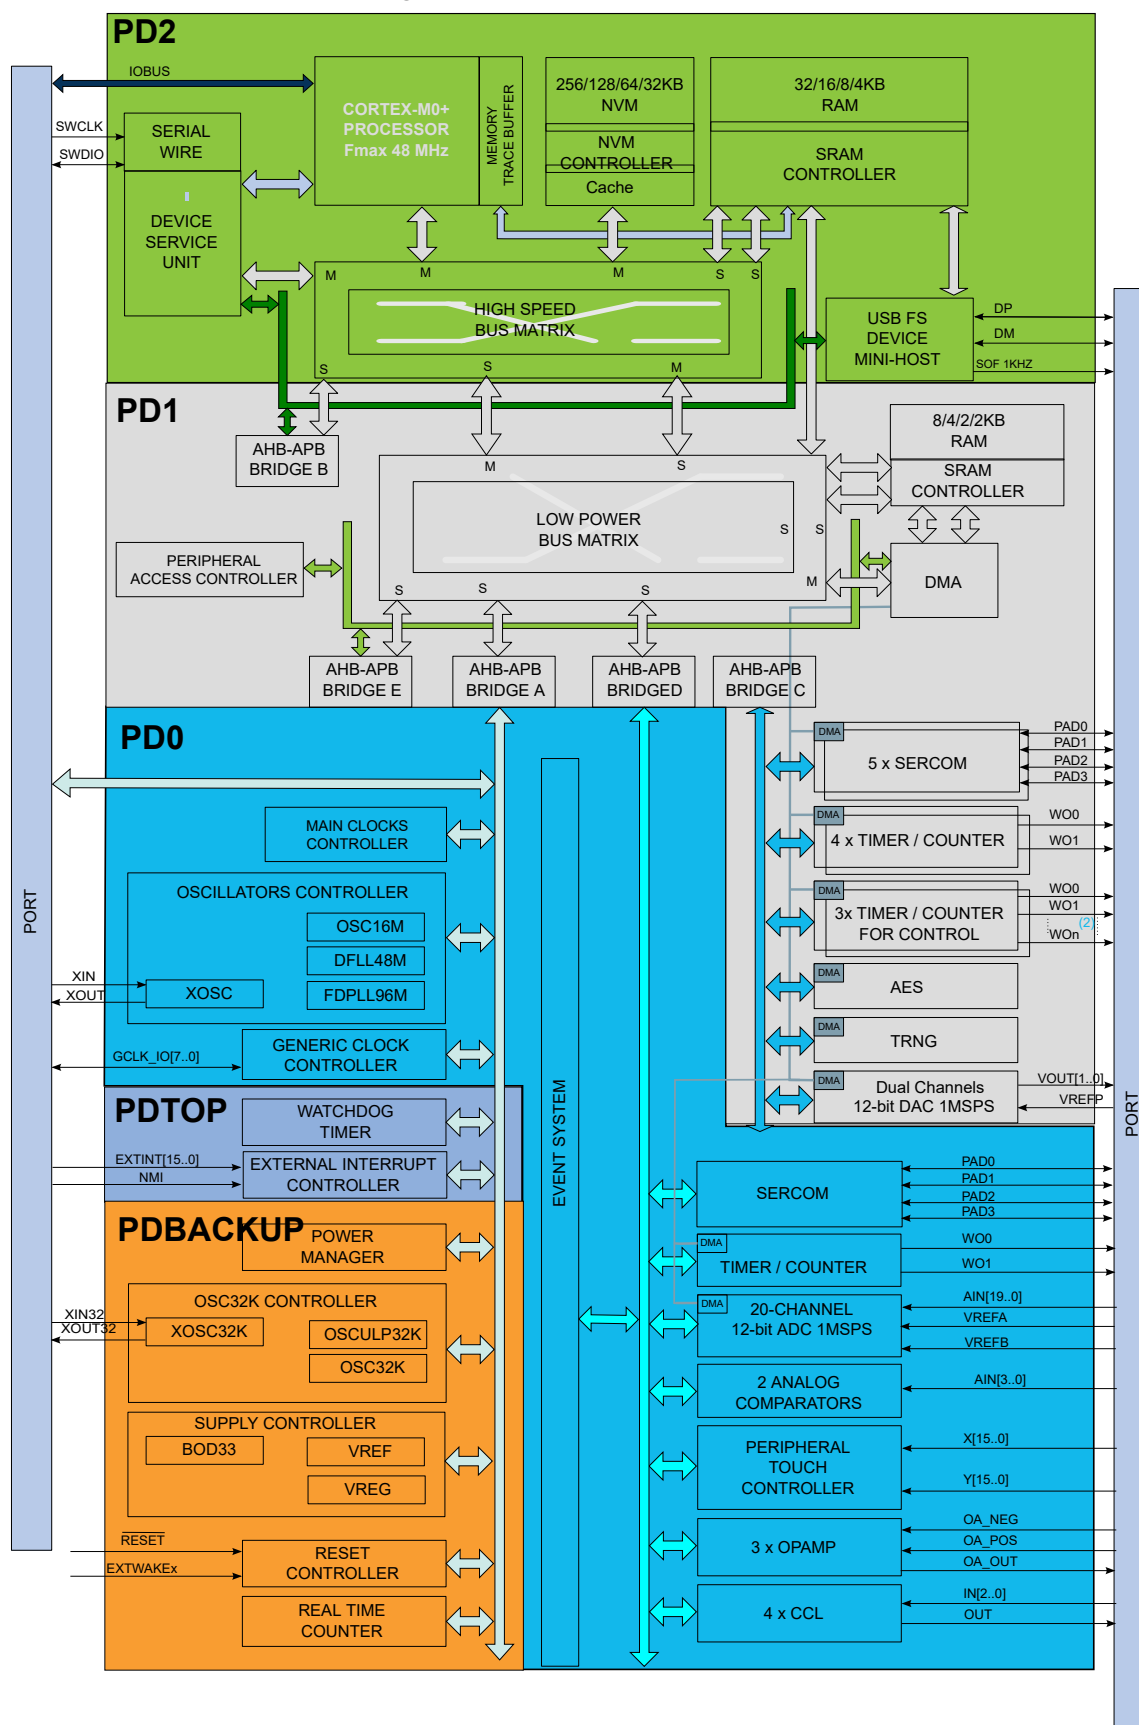 PD2
IOBUS
SWCLK
SWDIO
SERIAL
WIRE
DEVICE
SERVICE
UNIT
CORTEX-M0+
PROCESSOR
Fmax 48 MHz
MEMORY
TRACE BUFFER
256/128/64/32KB
NVM
NVM
CONTROLLER
Cache
32/16/8/4KB
RAM
SRAM
CONTROLLER
M
M
M
S
S
HIGH SPEED
BUS MATRIX
S
S
M
USB FS
DEVICE
MINI-HOST
DP
DM
SOF 1KHZ
PD1
AHB-APB
BRIDGE B
8/4/2/2KB
RAM
SRAM
CONTROLLER
M
S
LOW POWER
BUS MATRIX
S
S
M
S
S
S
PERIPHERAL
ACCESS CONTROLLER
DMA
AHB-APB
BRIDGE E
AHB-APB
BRIDGE A
AHB-APB
BRIDGED
AHB-APB
BRIDGE C
PD0
MAIN CLOCKS
CONTROLLER
OSCILLATORS CONTROLLER
OSC16M
DFLL48M
FDPLL96M
XOSC
XIN
XOUT
GCLK_IO[7..0]
GENERIC CLOCK
CONTROLLER
PORT
EVENT SYSTEM
DMA
5 x SERCOM
PAD0
PAD1
PAD2
PAD3
DMA
4 x TIMER / COUNTER
WO0
WO1
DMA
3x TIMER / COUNTER
FOR CONTROL
WO0
WO1
(2)
WOn
DMA
AES
DMA
TRNG
DMA
Dual Channels
12-bit DAC 1MSPS
VOUT[1..0]
VREFP
PORT
PDTOP
WATCHDOG
TIMER
EXTINT[15..0]
NMI
EXTERNAL INTERRUPT
CONTROLLER
PDBACKUP
POWER
MANAGER
OSC32K CONTROLLER
XIN32
XOUT32
XOSC32K
OSCULP32K
OSC32K
SUPPLY CONTROLLER
BOD33
VREF
VREG
RESET
EXTWAKEx
RESET
CONTROLLER
REAL TIME
COUNTER
SERCOM
PAD0
PAD1
PAD2
PAD3
DMA
TIMER / COUNTER
WO0
WO1
DMA
20-CHANNEL
12-bit ADC 1MSPS
AIN[19..0]
VREFA
VREFB
2 ANALOG
COMPARATORS
AIN[3..0]
PERIPHERAL
TOUCH
CONTROLLER
X[15..0]
Y[15..0]
3 x OPAMP
OA_NEG
OA_POS
OA_OUT
4 x CCL
IN[2..0]
OUT